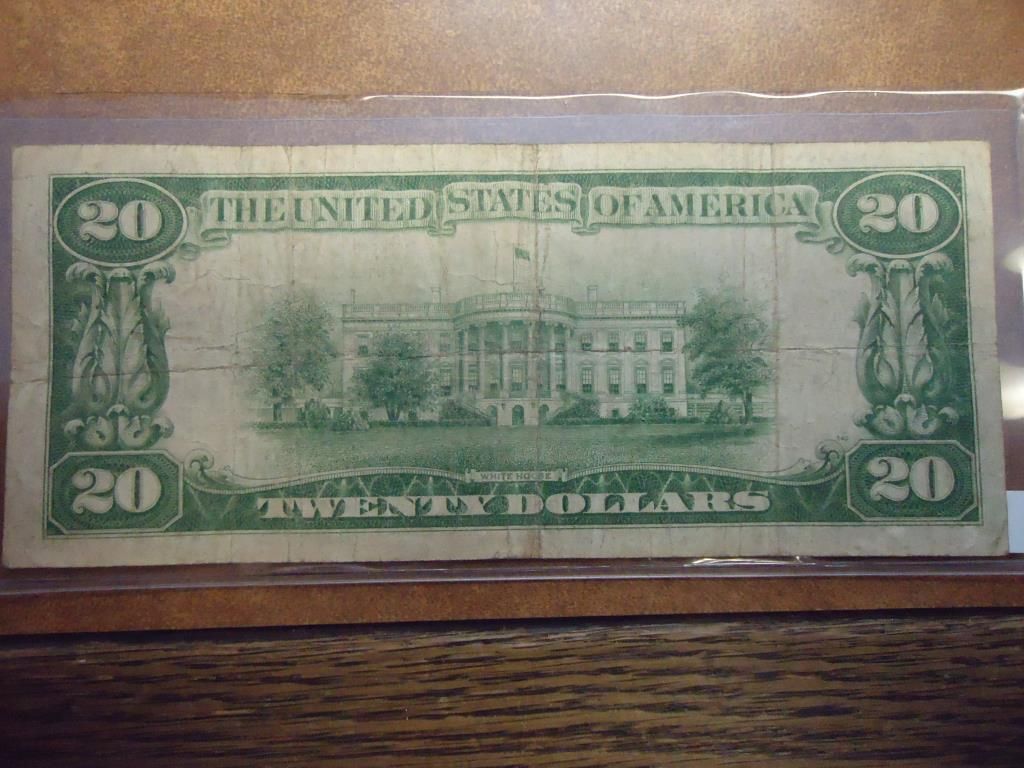 20 THE UNITED STATES OF AMERICA 20
WHITE HOUSE
20 TWENTY DOLLARS 20